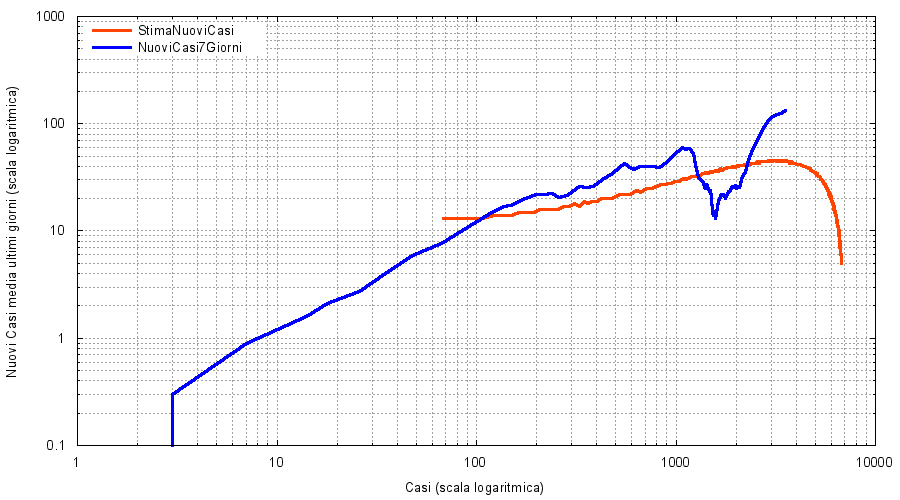 1000
StimaNuoviCasi
NuoviCasi7Giorni
100
10
1
0.1
Nuovi Casi media ultimi giorni (scala logaritmica)
1 10 100 1000 10000
Casi (scala logaritmica)